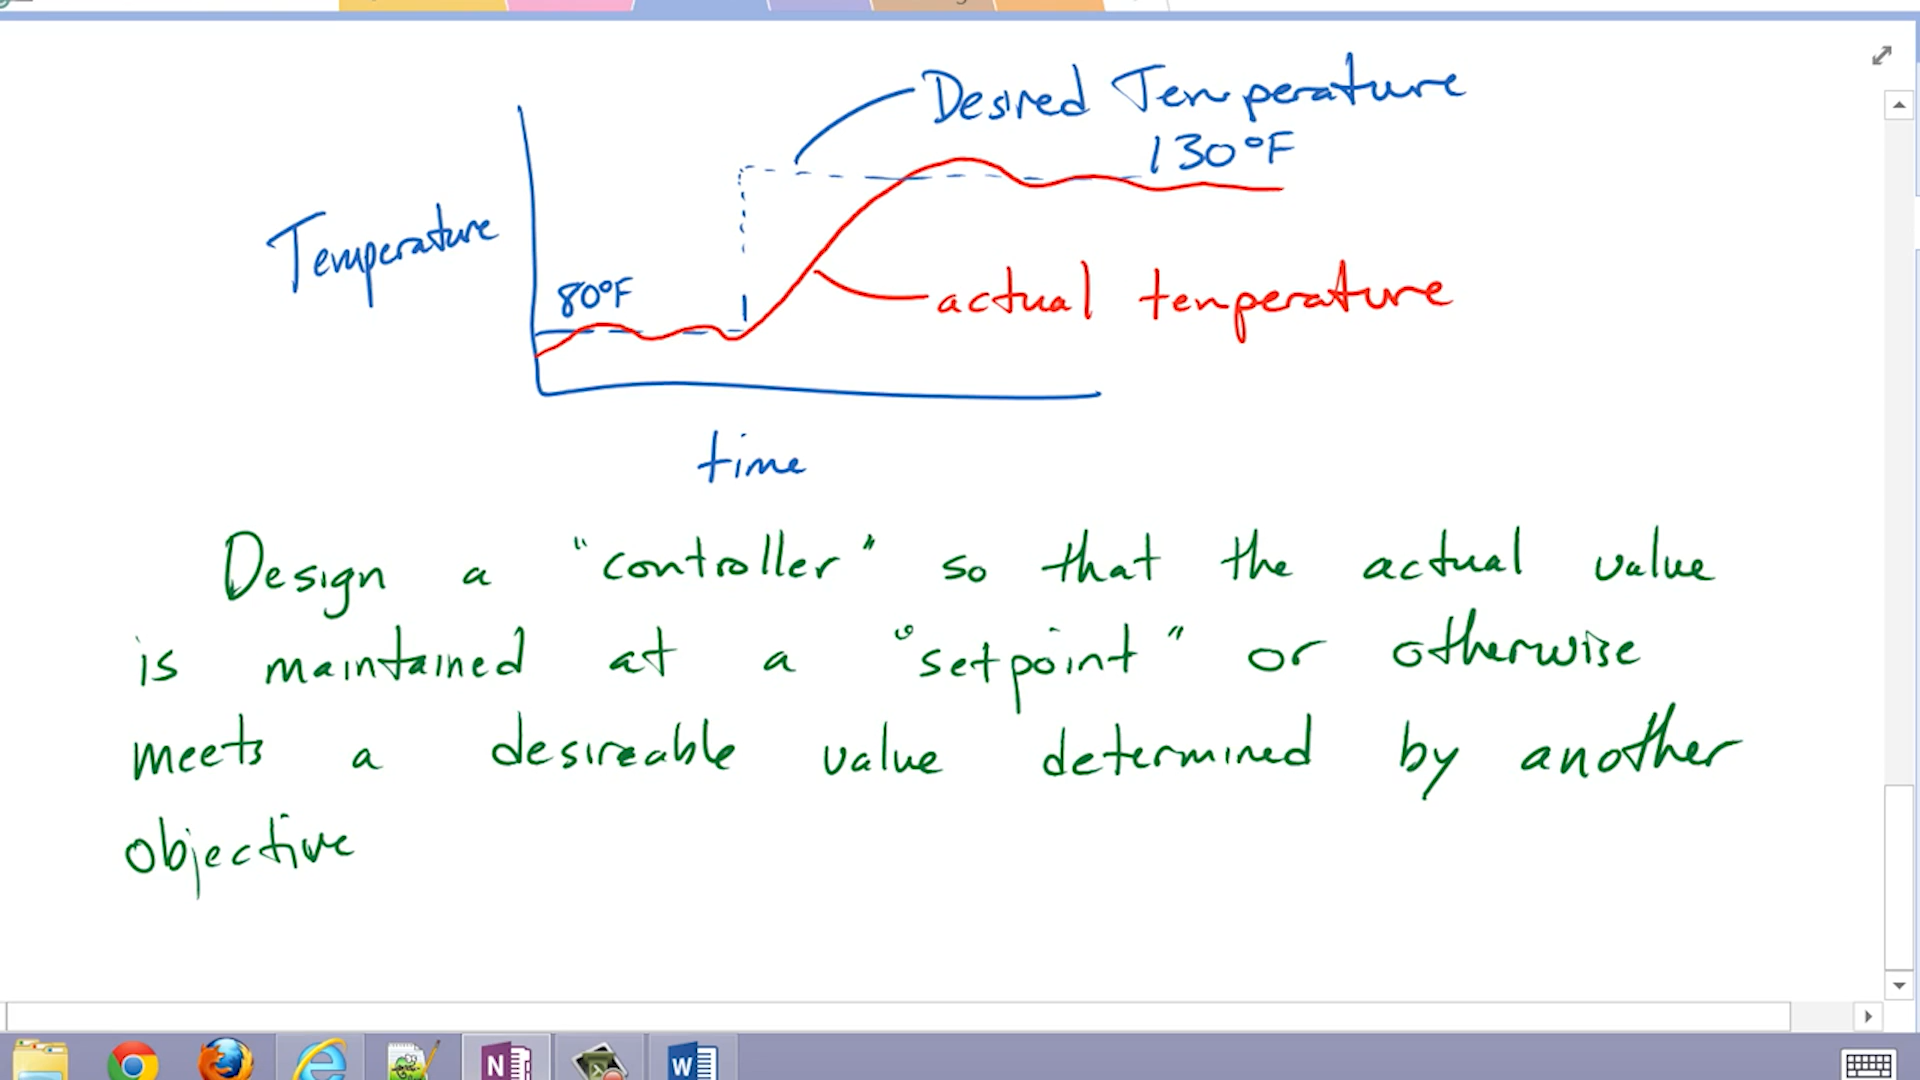 Desired Temperature
130°F
Temperature
80°F
actual temperature
time
Design a "controller" so that the actual value
is maintained at a "setpoint" or otherwise
meets a desireable value determined by another
objective
N
W